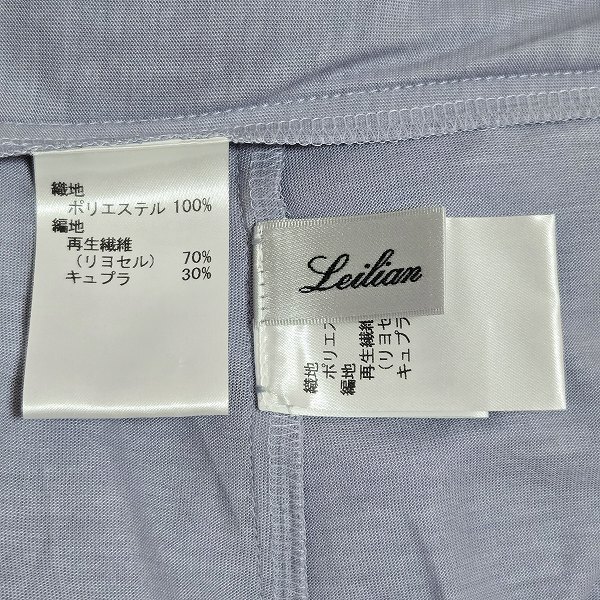 織地
ポリエステル 100%
編地
再生繊維
(リヨセル) 70%
キュプラ 30%
Leilian
織地
ポリエス
編地
再生繊維
(リヨセ
キュプラ